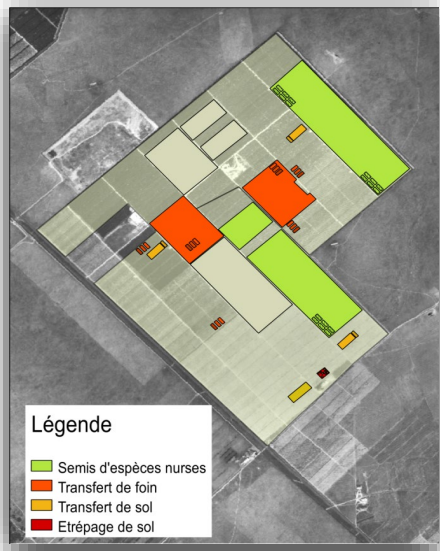 Légende
Semis d'espèces nurses
Transfert de foin
Transfert de sol
Etrépage de sol